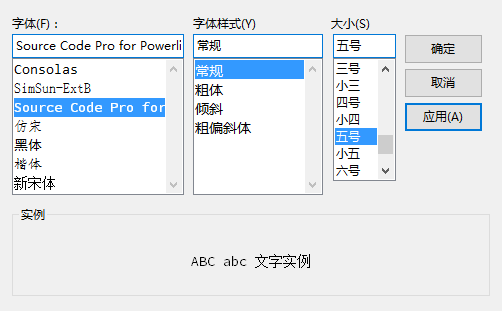 字体(F)： 字体样式(Y) 大小(S)
Source Code Pro for Powerli 常规 五号 确定
Consolas 常规 三号
SimSun-ExtB 粗体 小三 取消
Source Code Pro for 倾斜 四号
仿宋 粗偏斜体 小四 应用(A)
黑体 五号
楷体 小五
新宋体 六号
实例
ABC abc 文字实例